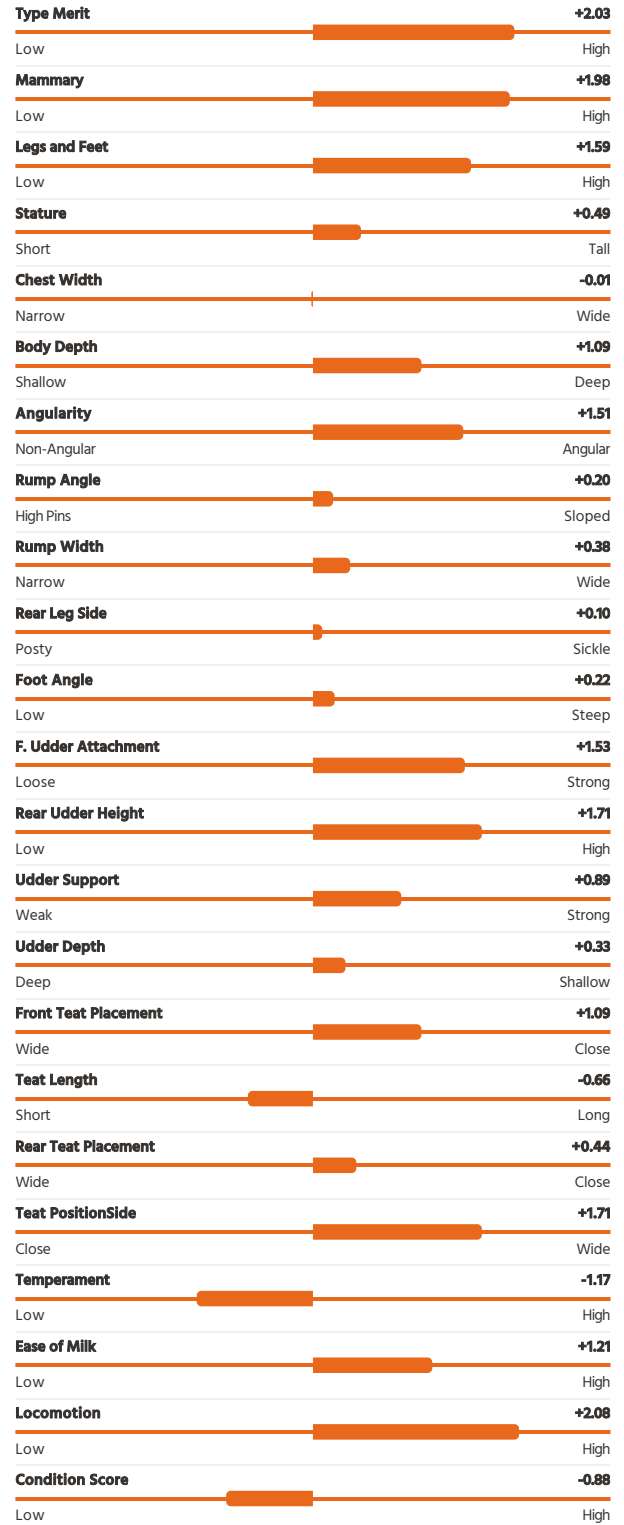 Type Merit +2.03
Low High
Mammary +1.98
Low High
Legs and Feet +1.59
Low High
Stature +0.49
Short Tall
Chest Width -0.01
Narrow Wide
Body Depth +1.09
Shallow Deep
Angularity +1.51
Non-Angular Angular
Rump Angle +0.20
High Pins Sloped
Rump Width +0.38
Narrow Wide
Rear Leg Side +0.10
Posty Sickle
Foot Angle +0.22
Low Steep
F. Udder Attachment +1.53
Loose Strong
Rear Udder Height +1.71
Low High
Udder Support +0.89
Weak Strong
Udder Depth +0.33
Deep Shallow
Front Teat Placement +1.09
Wide Close
Teat Length -0.66
Short Long
Rear Teat Placement +0.44
Wide Close
Teat PositionSide +1.71
Close Wide
Temperament -1.17
Low High
Ease of Milk +1.21
Low High
Locomotion +2.08
Low High
Condition Score -0.88
Low High